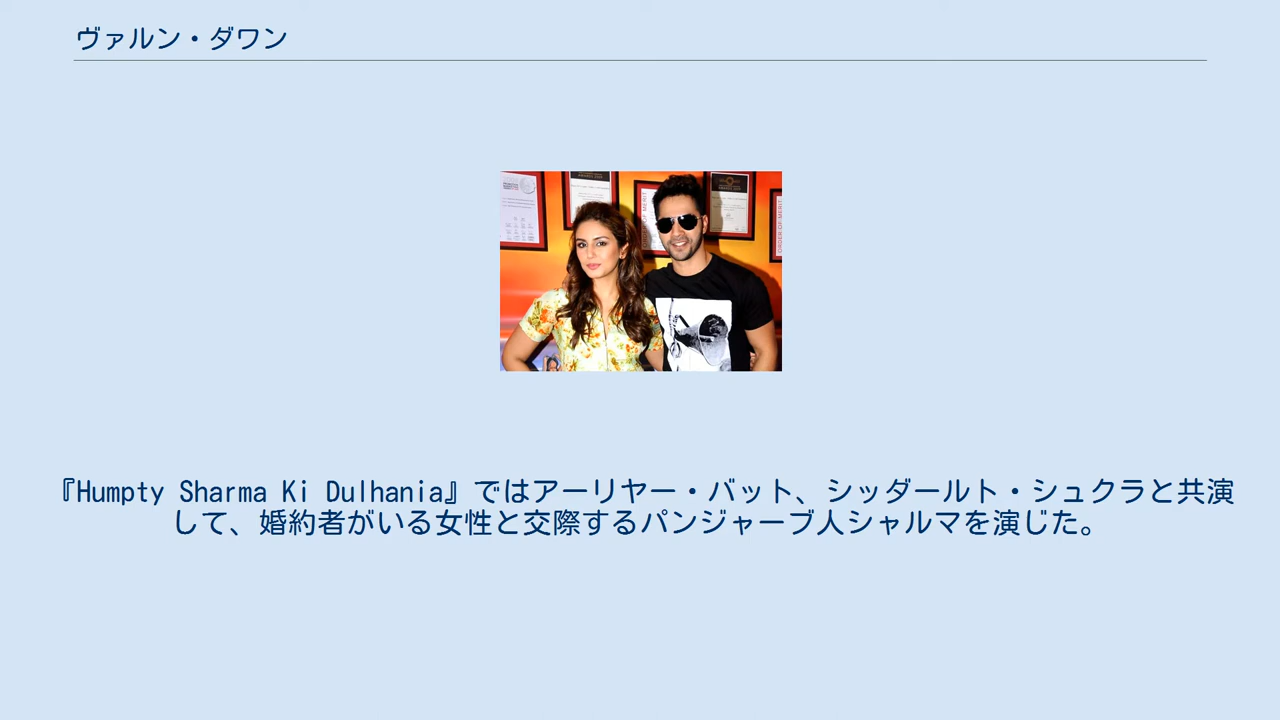 ヴァルン・ダワン
ORDER OF MERIT
『Humpty Sharma Ki Dulhania』ではアーリヤー・バット、シッダールト・シュクラと共演
して、婚約者がいる女性と交際するパンジャーブ人シャルマを演じた。